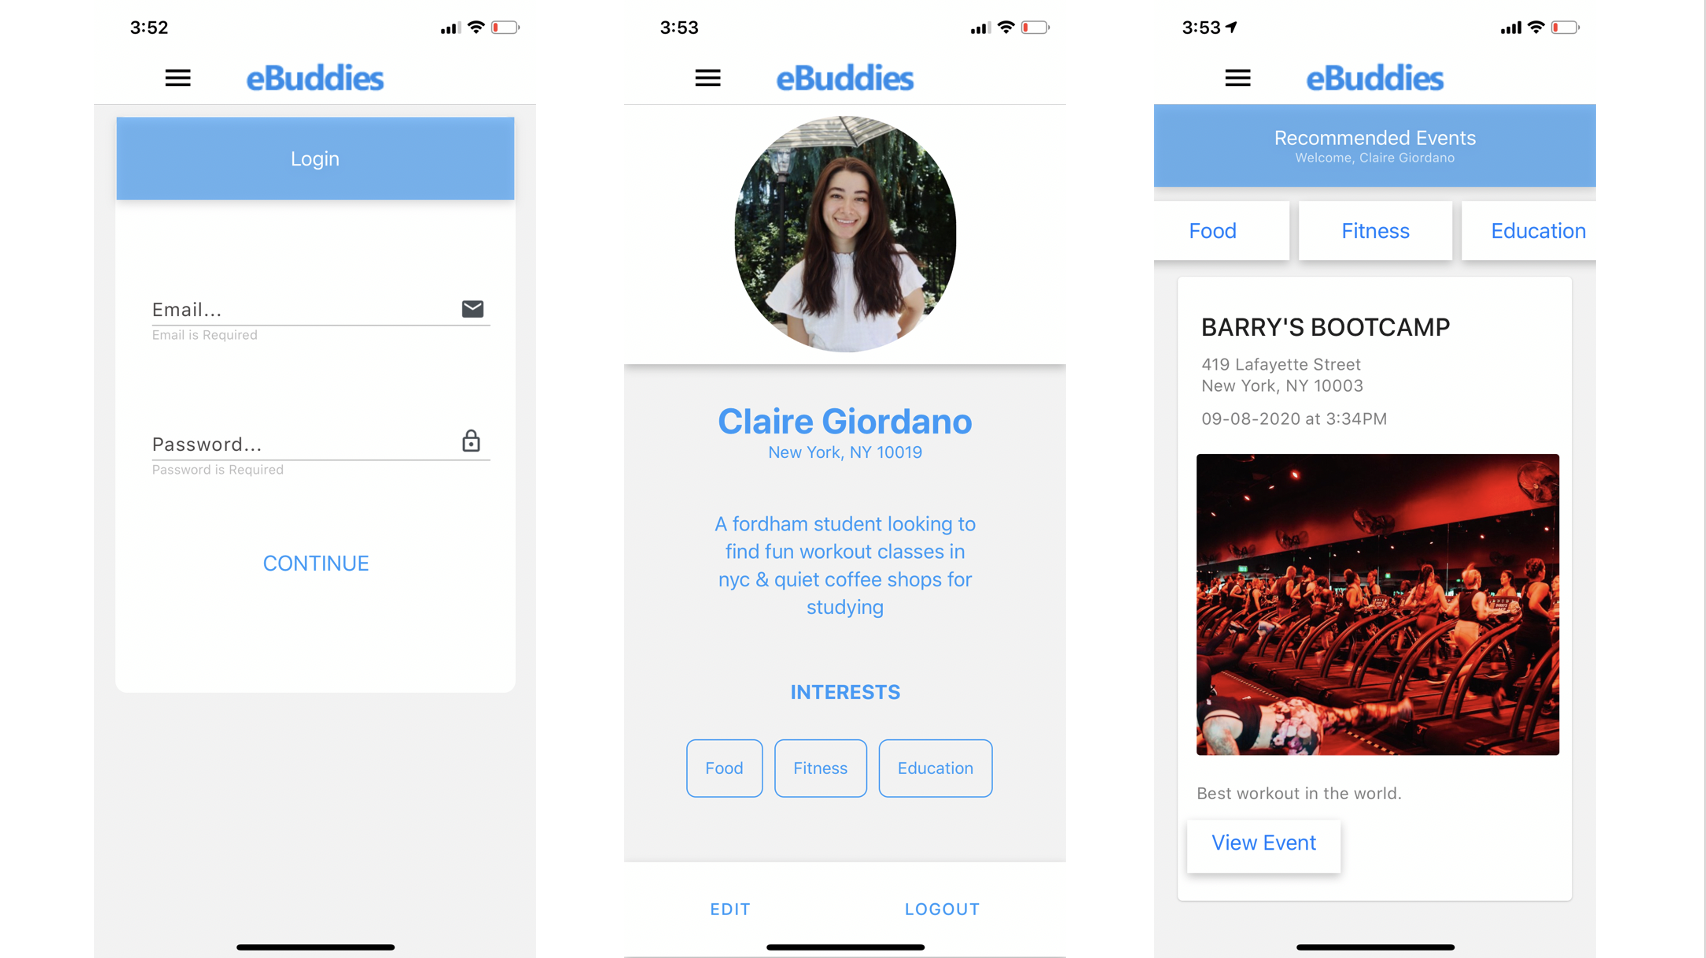 3:52
eBuddies
Login
Email...
Email is Required
Password...
Password is Required
CONTINUE
3:53
eBuddies
Claire Giordano
New York, NY 10019
A fordham student looking to
find fun workout classes in
nyc & quiet coffee shops for
studying
INTERESTS
Food Fitness Education
EDIT LOGOUT
3:53
eBuddies
Recommended Events
Welcome, Claire Giordano
Food Fitness Education
BARRY'S BOOTCAMP
419 Lafayette Street
New York, NY 10003
09-08-2020 at 3:34PM
Best workout in the world.
View Event